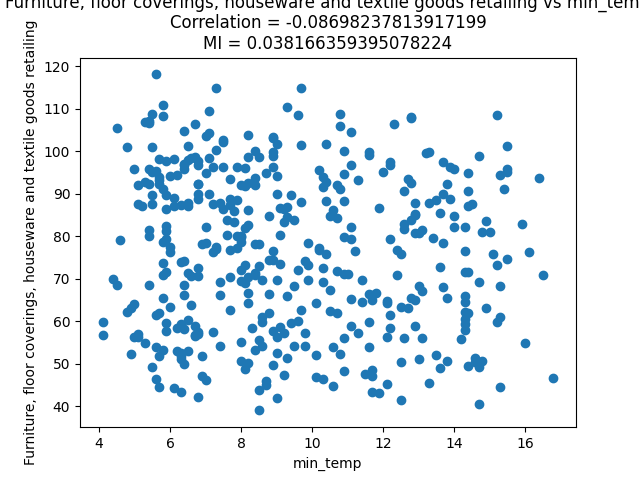 Furniture, floor coverings, houseware and textile goods retailing vs min_tem
Correlation = -0.08698237813917199
MI = 0.038166359395078224
Furniture, floor coverings, houseware and textile goods retailing
120
110
100
90
80
70
60
50
40
4 6 8 10 12 14 16
min_temp